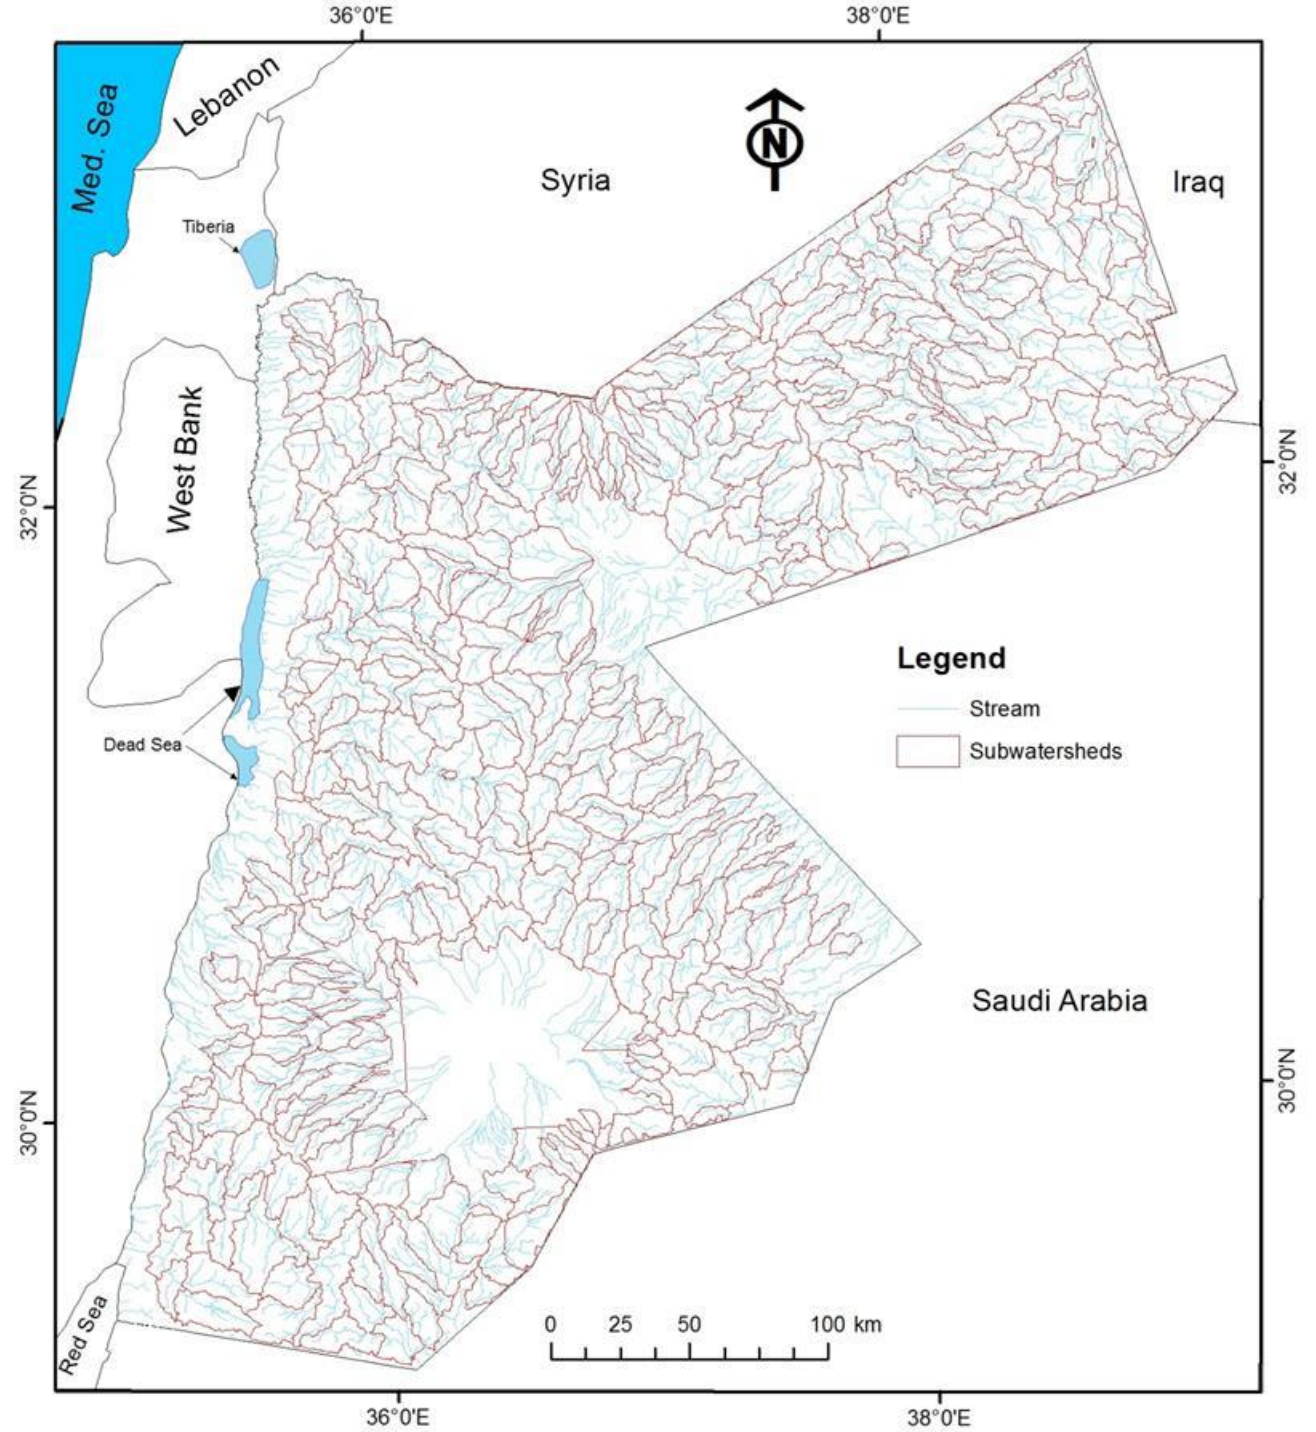 36°0'E 38°0'E
Med. Sea
Lebanon
Syria
N
Iraq
Tiberia
West Bank
32°0'N
32°0'N
Legend
Stream
Subwatersheds
Dead Sea
Saudi Arabia
30°0'N
30°0'N
Red Sea
0 25 50 100 km
36°0'E 38°0'E